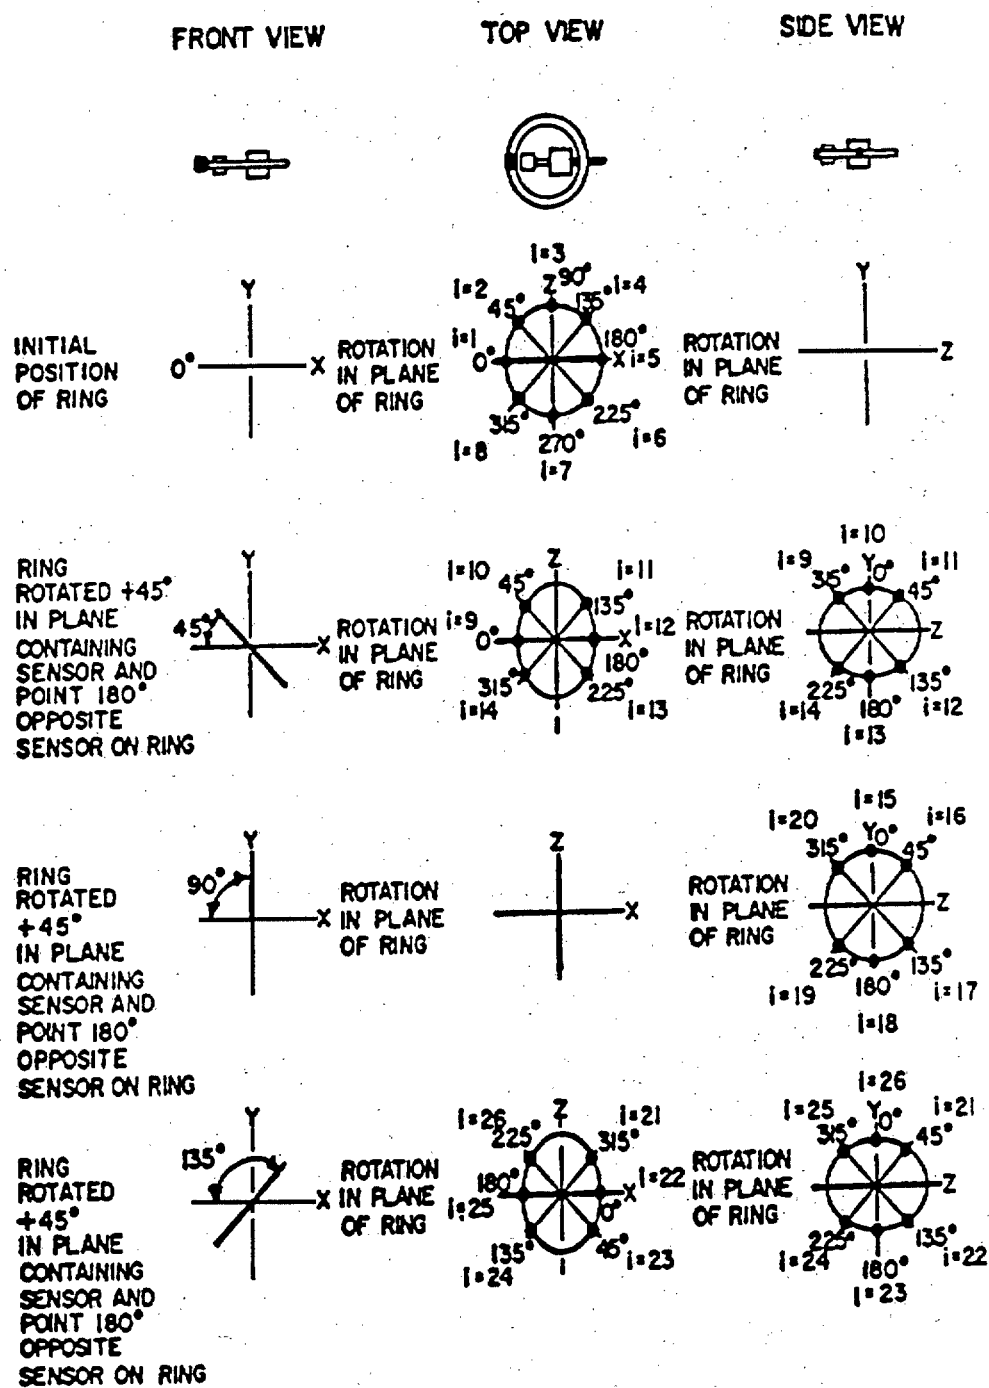 FRONT VIEW
TOP VIEW
SIDE VIEW
INITIAL
POSITION
OF RING
Y
0°
X
ROTATION
IN PLANE
OF RING
i=3
Z 90°
i=2
45°
135°
i=4
i=1
0°
180°
X
i=5
315°
225°
i=8
270°
i=6
i=7
ROTATION
IN PLANE
OF RING
Y
Z
RING
ROTATED +45°
IN PLANE
CONTAINING
SENSOR AND
POINT 180°
OPPOSITE
SENSOR ON RING
Y
45°
X
ROTATION
IN PLANE
OF RING
Z
i=10
45°
i=11
135°
i=9
0°
X
i=12
180°
315°
225°
i=14
i=13
ROTATION
IN PLANE
OF RING
i=10
i=9
Y 0°
i=11
315°
45°
Z
225°
135°
i=14
180°
i=12
i=13
RING
ROTATED
+45°
IN PLANE
CONTAINING
SENSOR AND
POINT 180°
OPPOSITE
SENSOR ON RING
Y
90°
X
ROTATION
IN PLANE
OF RING
Z
X
ROTATION
IN PLANE
OF RING
i=15
i=20
Y 0°
i=16
315°
45°
Z
225°
135°
i=19
180°
i=17
i=18
RING
ROTATED
+45°
IN PLANE
CONTAINING
SENSOR AND
POINT 180°
OPPOSITE
SENSOR ON RING
Y
135°
X
ROTATION
IN PLANE
OF RING
Z
i=26
225°
i=21
315°
180°
X
i=22
i=25
0°
135°
45°
i=24
i=23
ROTATION
IN PLANE
OF RING
i=26
i=25
Y 0°
i=21
315°
45°
Z
225°
135°
i=24
180°
i=22
i=23